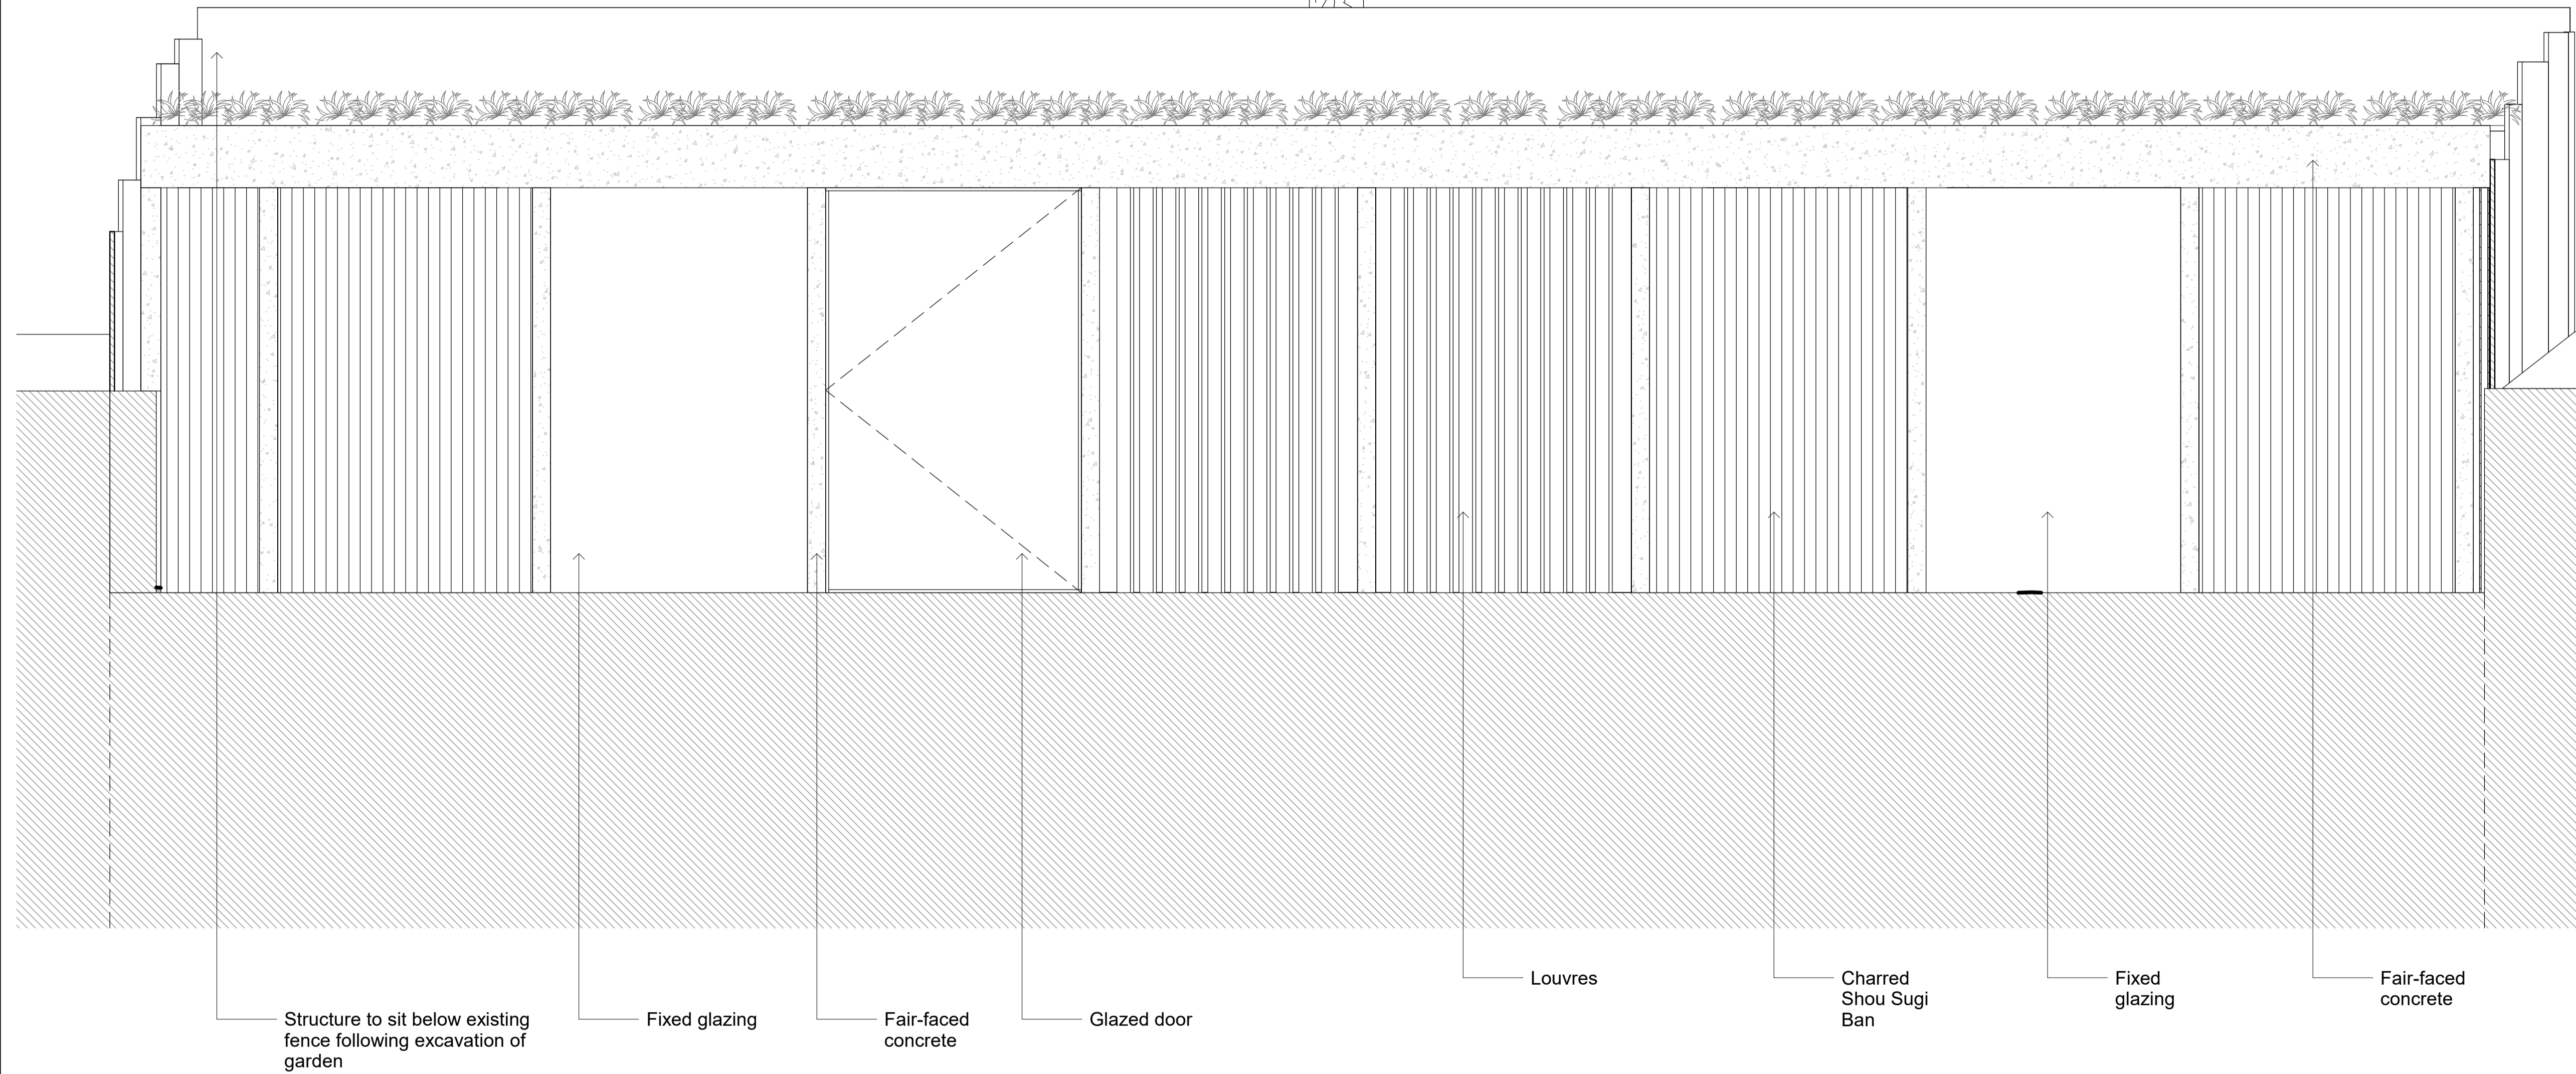 Structure to sit below existing
fence following excavation of
garden
Fixed glazing
Fair-faced
concrete
Glazed door
Louvres
Charred
Shou Sugi
Ban
Fixed
glazing
Fair-faced
concrete